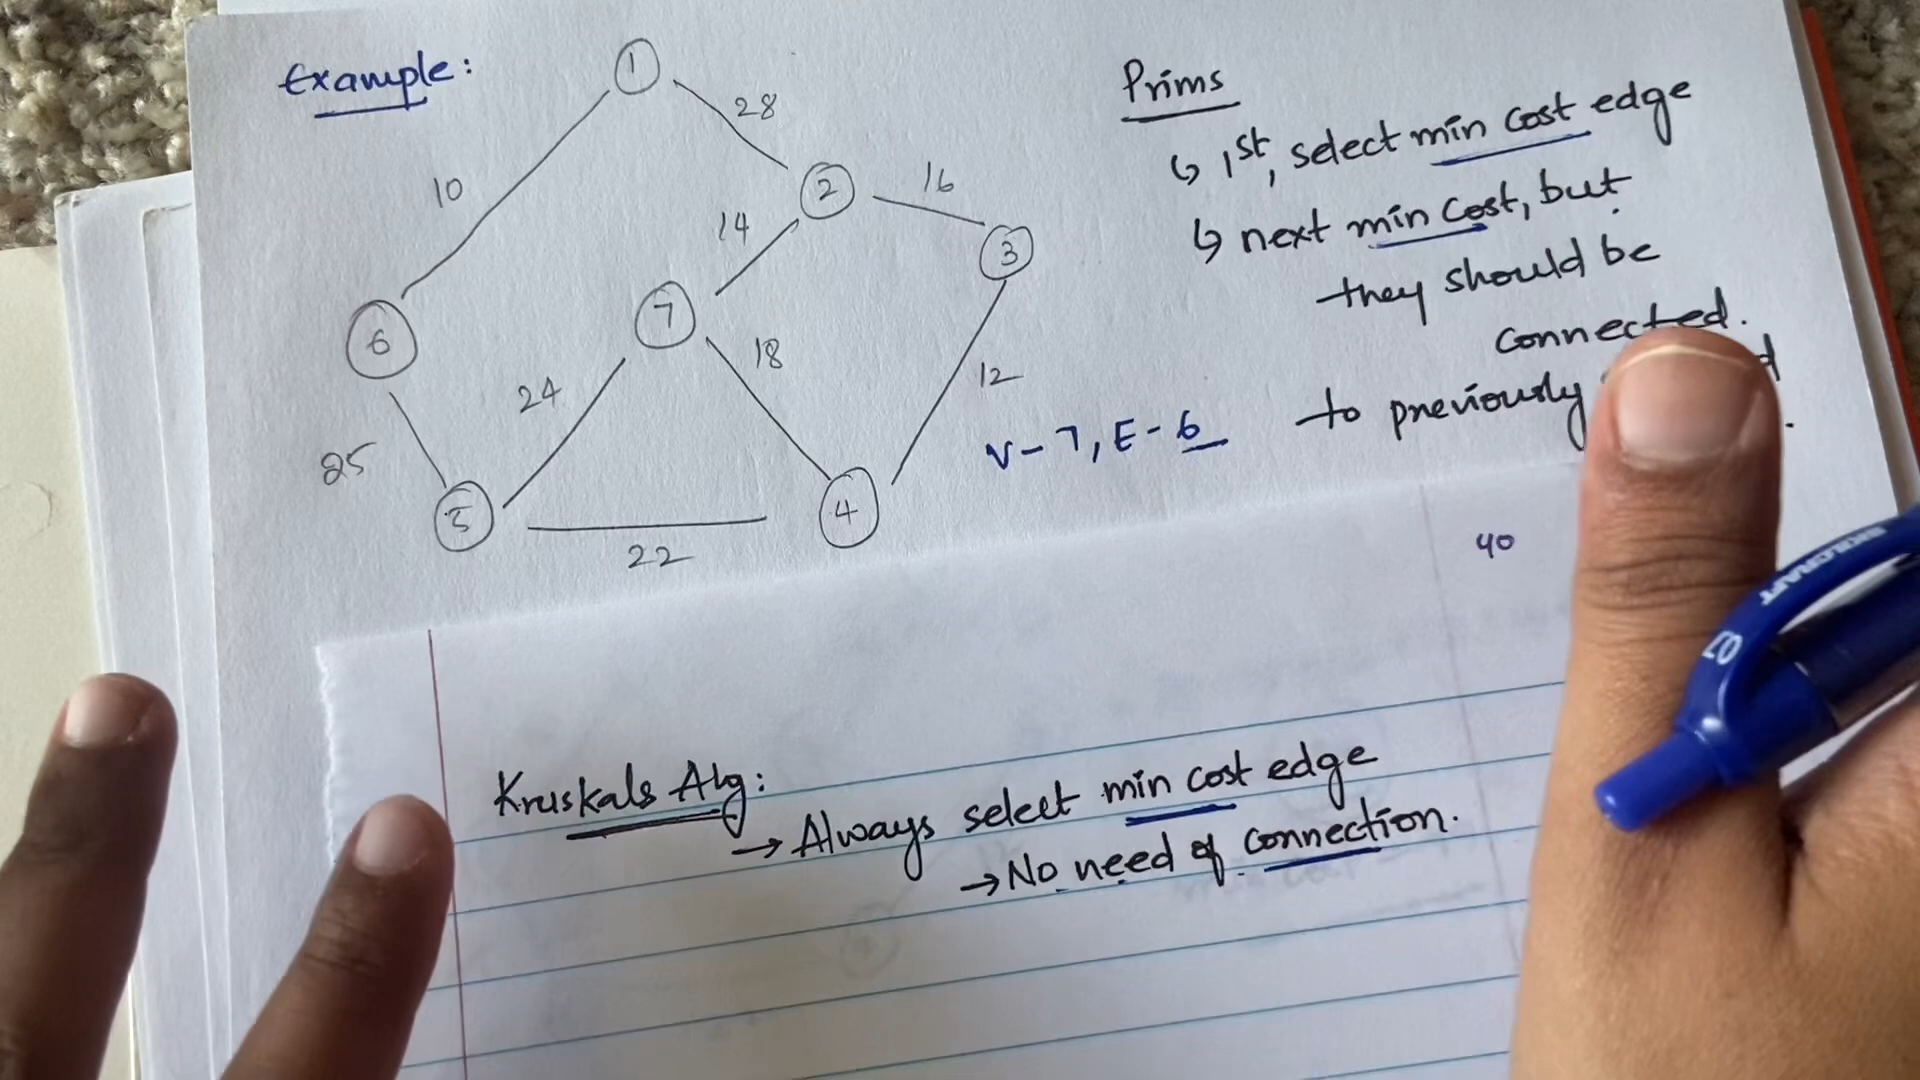 Example:
1
28
10
2
16
14
3
7
6
18
24
12
25
5
4
22
V-7, E-6
Prims
↳ 1st, select min cost edge
↳ next min cost, but
they should be
connected.
to previously
40
Kruskals Alg:
→ Always select min cost edge
→ No need of connection.
SKILCRAFT